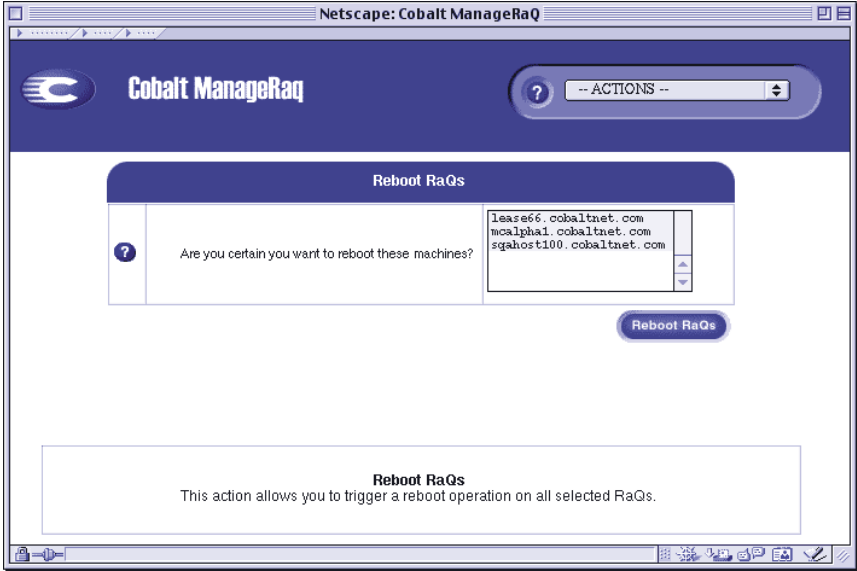 Netscape: Cobalt ManageRaQ
Cobalt ManageRaq
? -- ACTIONS --
Reboot RaQs
? Are you certain you want to reboot these machines?
lease66.cobaltnet.com
mcalpha1.cobaltnet.com
sqahost100.cobaltnet.com
Reboot RaQs
Reboot RaQs
This action allows you to trigger a reboot operation on all selected RaQs.